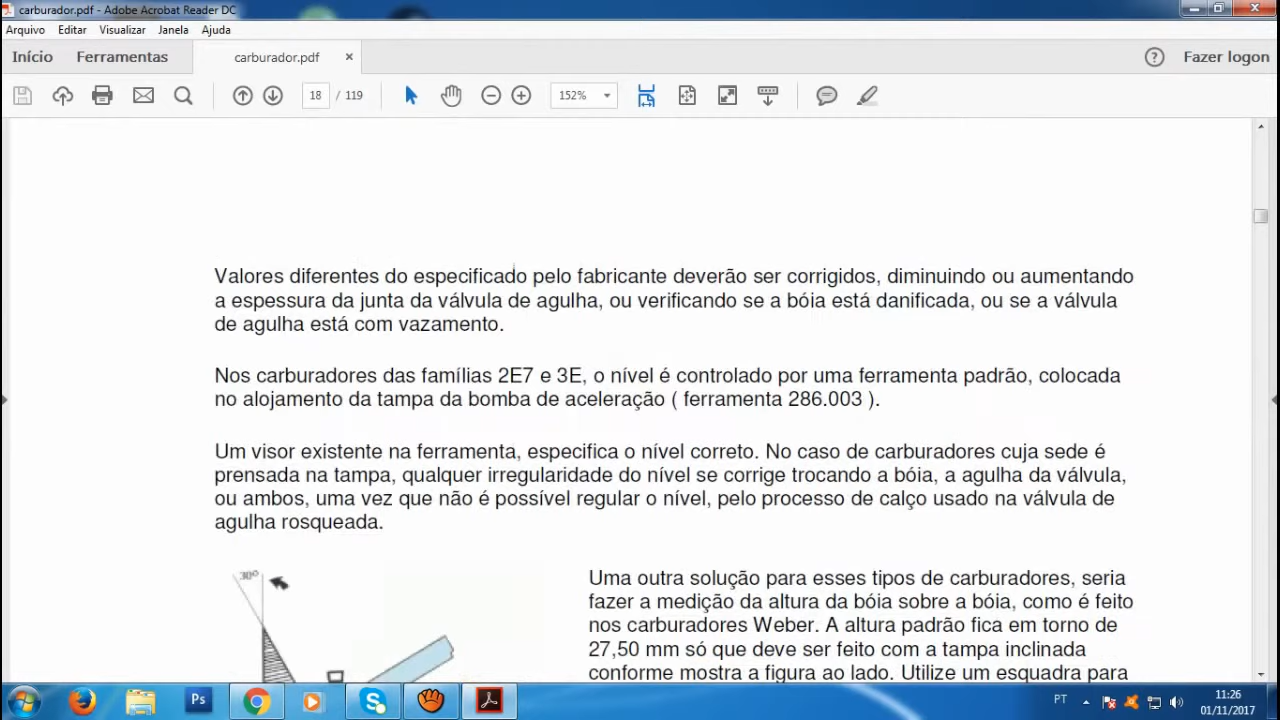 carburador.pdf - Adobe Acrobat Reader DC
Arquivo Editar Visualizar Janela Ajuda
Início Ferramentas carburador.pdf × ? Fazer logon
18 / 119 152%
Valores diferentes do especificado pelo fabricante deverão ser corrigidos, diminuindo ou aumentando
a espessura da junta da válvula de agulha, ou verificando se a bóia está danificada, ou se a válvula
de agulha está com vazamento.
Nos carburadores das famílias 2E7 e 3E, o nível é controlado por uma ferramenta padrão, colocada
no alojamento da tampa da bomba de aceleração ( ferramenta 286.003 ).
Um visor existente na ferramenta, especifica o nível correto. No caso de carburadores cuja sede é
prensada na tampa, qualquer irregularidade do nível se corrige trocando a bóia, a agulha da válvula,
ou ambos, uma vez que não é possível regular o nível, pelo processo de calço usado na válvula de
agulha rosqueada.
30º
Uma outra solução para esses tipos de carburadores, seria
fazer a medição da altura da bóia sobre a bóia, como é feito
nos carburadores Weber. A altura padrão fica em torno de
27,50 mm só que deve ser feito com a tampa inclinada
conforme mostra a figura ao lado. Utilize um esquadro para
Ps
PT
11:26
01/11/2017